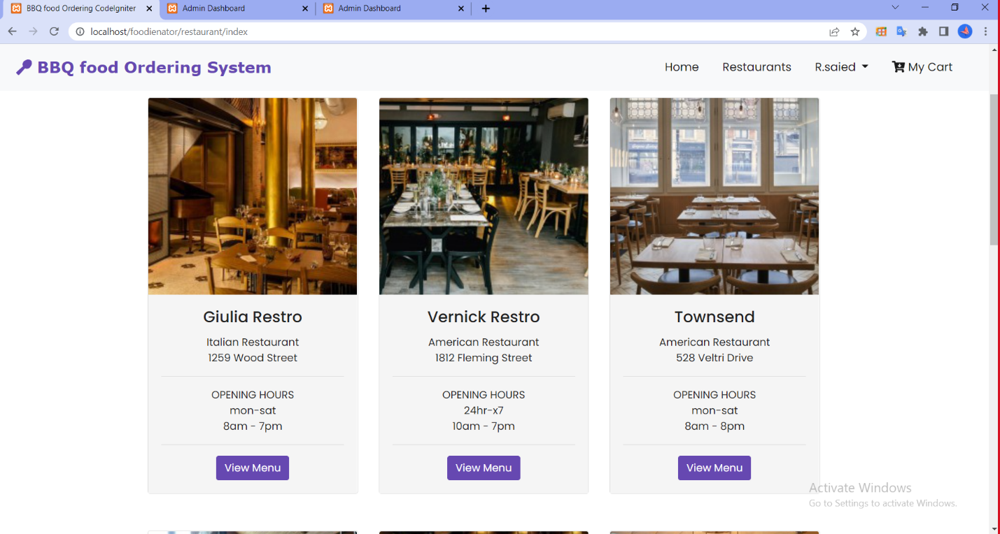 BBQ food Ordering CodeIgniter
Admin Dashboard
Admin Dashboard
localhost/foodienator/restaurant/index
BBQ food Ordering System
Home
Restaurants
R.saied
My Cart
Giulia Restro
Italian Restaurant
1259 Wood Street
OPENING HOURS
mon-sat
8am - 7pm
View Menu
Vernick Restro
American Restaurant
1812 Fleming Street
OPENING HOURS
24hr-x7
10am - 7pm
View Menu
Townsend
American Restaurant
528 Veltri Drive
OPENING HOURS
mon-sat
8am - 8pm
View Menu
Activate Windows
Go to Settings to activate Windows.